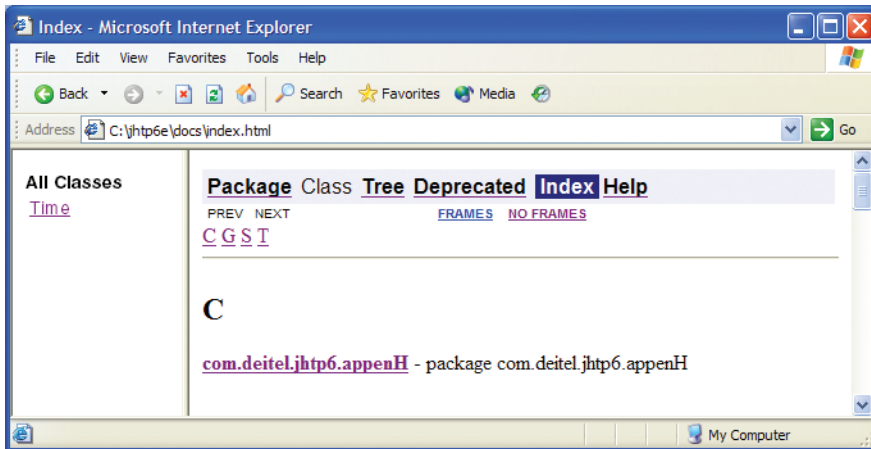 Index - Microsoft Internet Explorer
File Edit View Favorites Tools Help
Back Search Favorites Media
Address C:\jhtp6e\docs\index.html Go
All Classes
Time
Package Class Tree Deprecated Index Help
PREV NEXT FRAMES NO FRAMES
C G S T
C
com.deitel.jhtp6.appenH - package com.deitel.jhtp6.appenH
My Computer